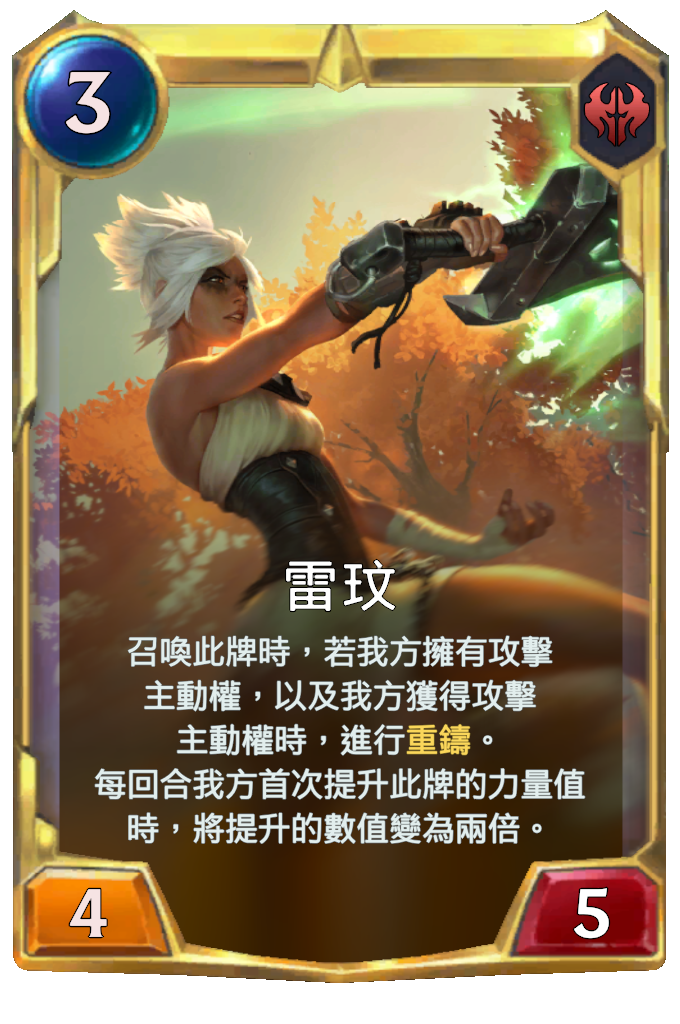 3
雷玟
召喚此牌時，若我方擁有攻擊
主動權，以及我方獲得攻擊
主動權時，進行重鑄。
每回合我方首次提升此牌的力量值
時，將提升的數值變為兩倍。
4
5